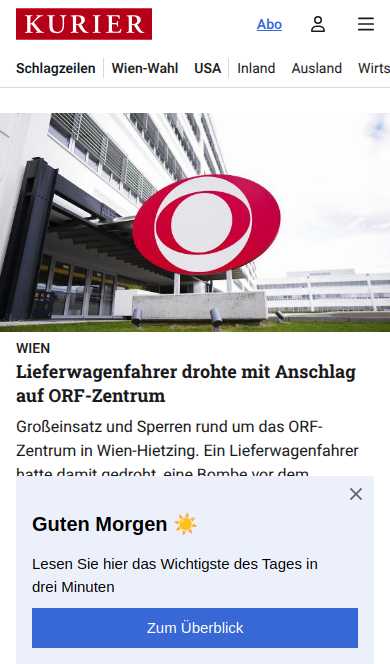 KURIER
Abo
Schlagzeilen Wien-Wahl USA Inland Ausland Wirts
WIEN
Lieferwagenfahrer drohte mit Anschlag
auf ORF-Zentrum
Großeinsatz und Sperren rund um das ORF-
Zentrum in Wien-Hietzing. Ein Lieferwagenfahrer
hatte damit gedroht, eine Bombe vor dem
Guten Morgen ☀️
Lesen Sie hier das Wichtigste des Tages in
drei Minuten
Zum Überblick